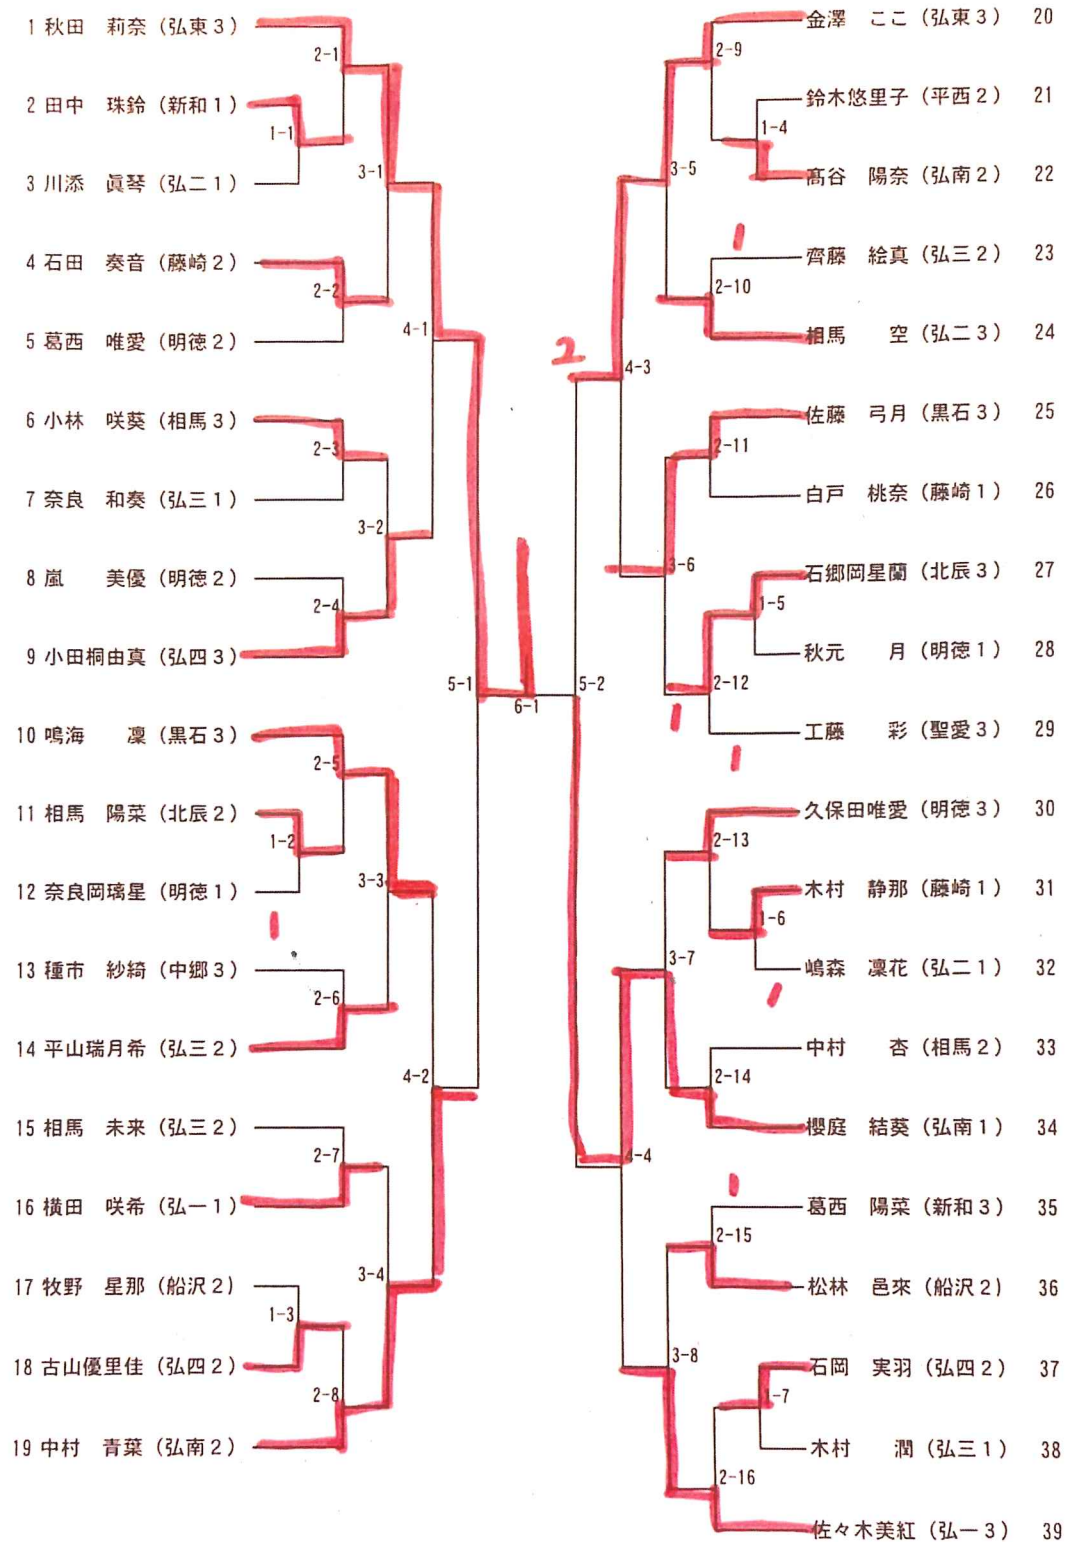 1 秋田　莉奈（弘東３）
2 田中　珠鈴（新和１）
3 川添　眞琴（弘二１）
4 石田　奏音（藤崎２）
5 葛西　唯愛（明徳２）
6 小林　咲葵（相馬３）
7 奈良　和奏（弘三１）
8 嵐　　美優（明徳２）
9 小田桐由真（弘四３）
10 鳴海　　凜（黒石３）
11 相馬　陽菜（北辰２）
12 奈良岡璃星（明徳１）
13 種市　紗綺（中郷３）
14 平山瑞月希（弘三２）
15 相馬　未来（弘三２）
16 横田　咲希（弘一１）
17 牧野　星那（船沢２）
18 古山優里佳（弘四２）
19 中村　青葉（弘南２）
2-1
1-1
3-1
2-2
4-1
2-3
3-2
2-4
5-1
2-5
1-2
3-3
2-6
4-2
2-7
3-4
1-3
2-8
6-1
2
5-2
2-9
1-4
3-5
2-10
4-3
2-11
3-6
1-5
2-12
2-13
1-6
3-7
2-14
4-4
2-15
3-8
1-7
2-16
金澤　ここ（弘東３） 20
鈴木悠里子（平西２） 21
髙谷　陽奈（弘南２） 22
齊藤　絵真（弘三２） 23
相馬　　空（弘二３） 24
佐藤　弓月（黒石３） 25
白戸　桃奈（藤崎１） 26
石郷岡星蘭（北辰３） 27
秋元　　月（明徳１） 28
工藤　　彩（聖愛３） 29
久保田唯愛（明徳３） 30
木村　静那（藤崎１） 31
嶋森　凜花（弘二１） 32
中村　　杏（相馬２） 33
櫻庭　結葵（弘南１） 34
葛西　陽菜（新和３） 35
松林　邑來（船沢２） 36
石岡　実羽（弘四２） 37
木村　　潤（弘三１） 38
佐々木美紅（弘一３） 39